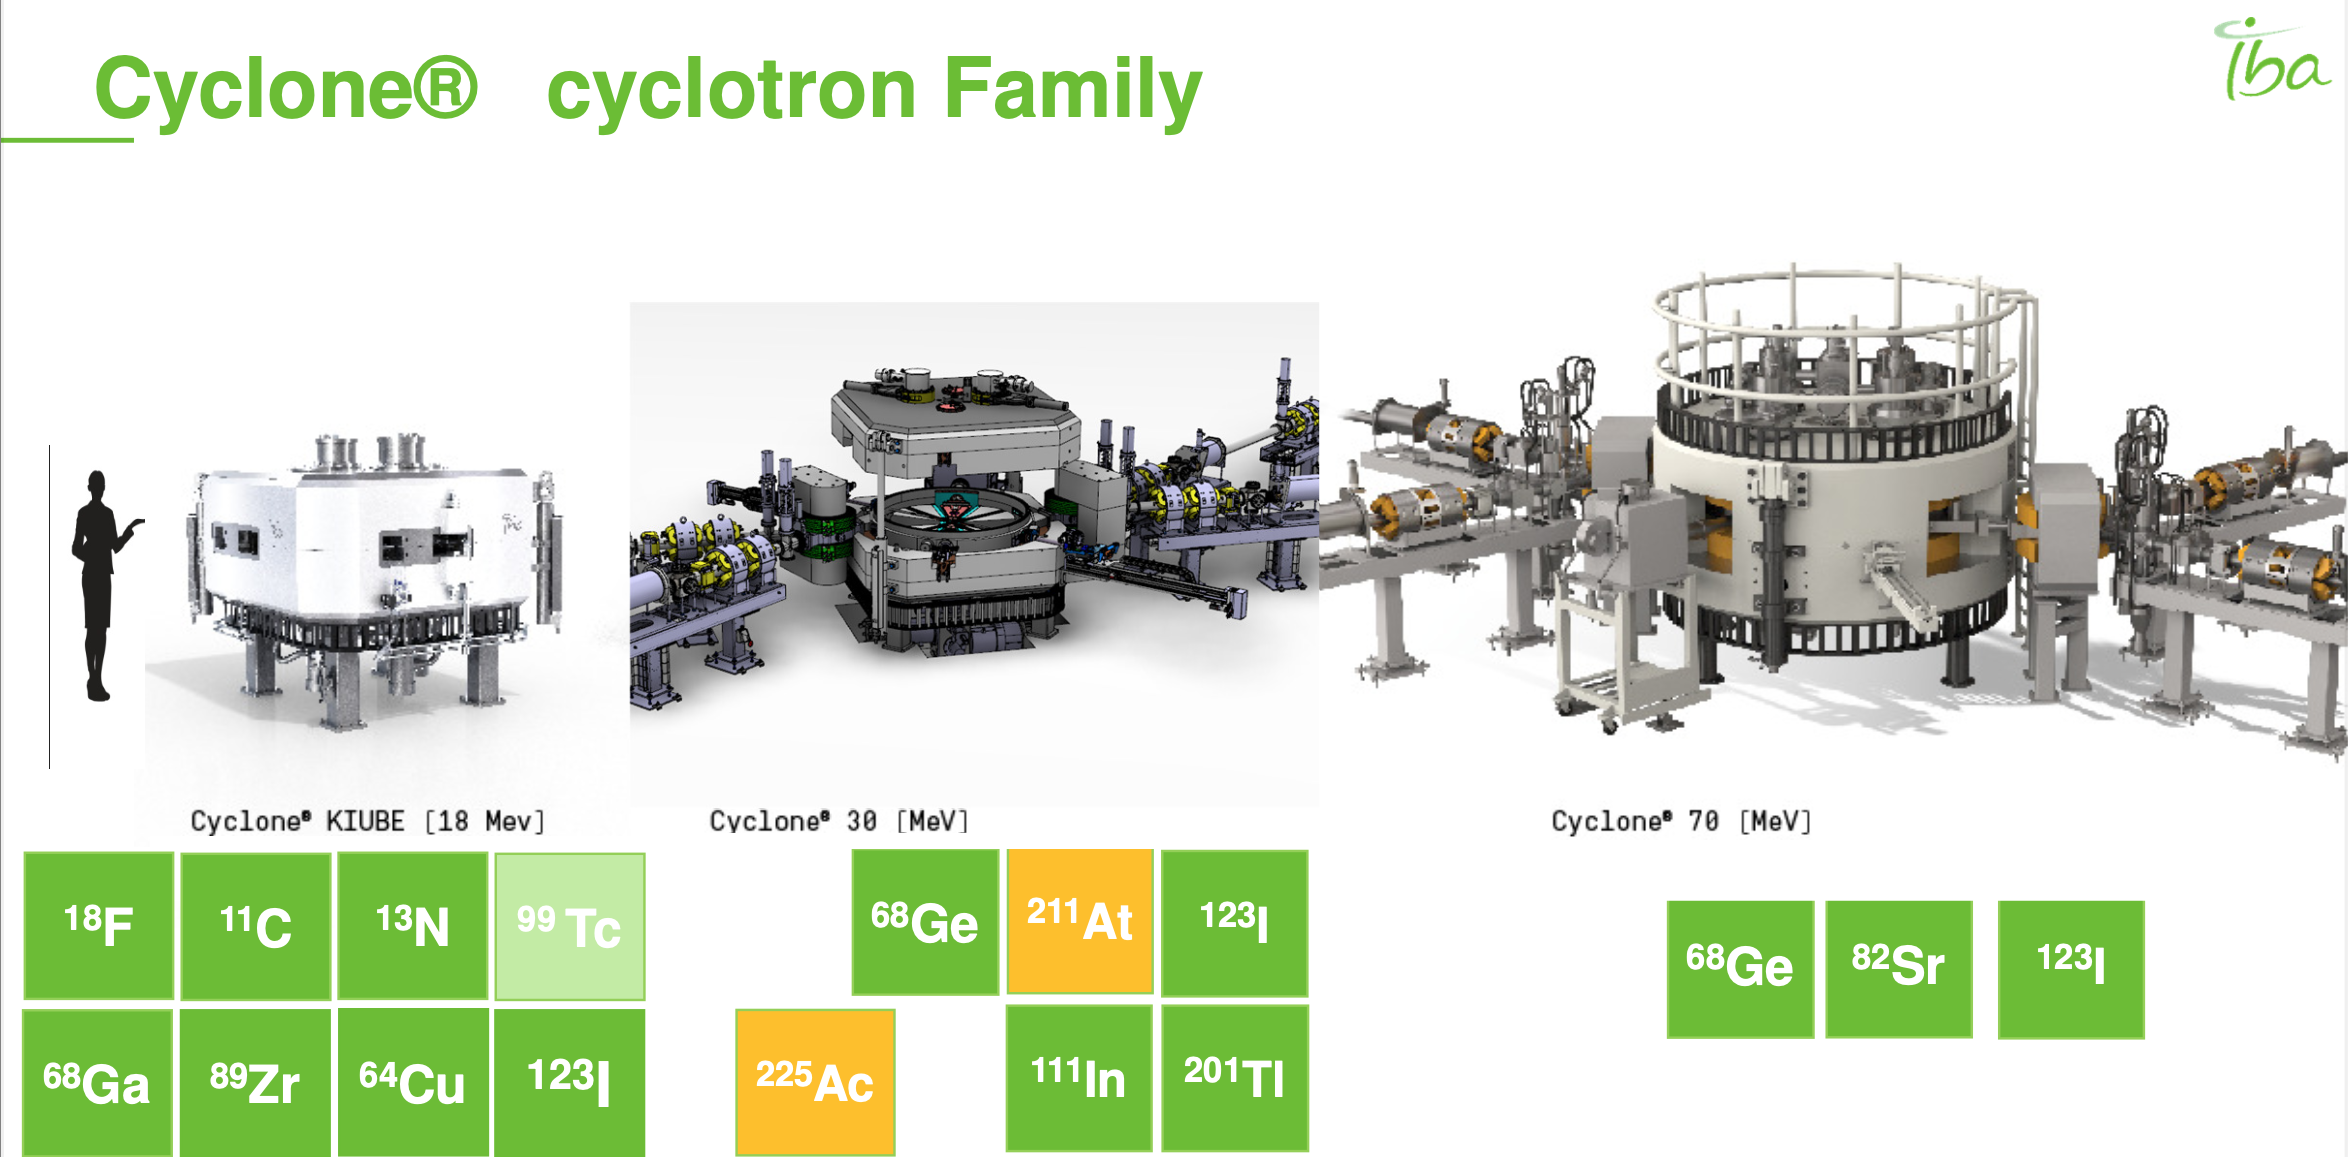 Cyclone® cyclotron Family
iba
Cyclone® KIUBE [18 Mev]
Cyclone® 30 [MeV]
Cyclone® 70 [MeV]
18F 11C 13N 99 Tc
68Ga 89Zr 64Cu 123I
68Ge 211At 123I
225Ac 111In 201Tl
68Ge 82Sr 123I